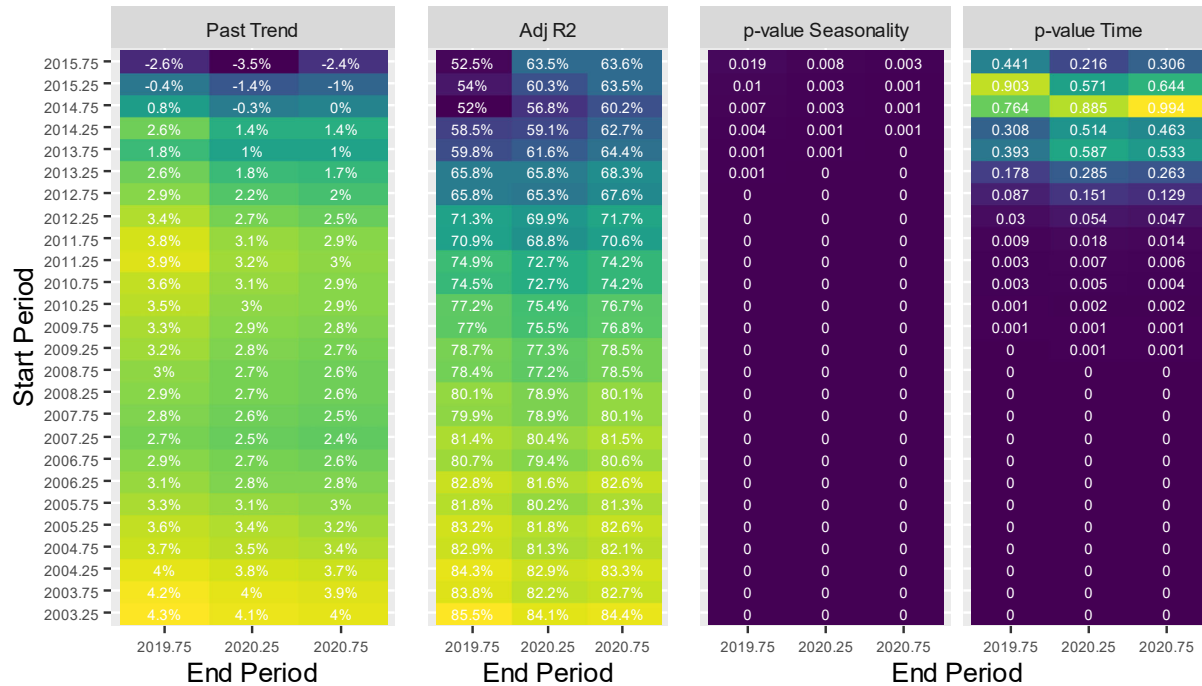 Past Trend Adj R2 p-value Seasonality p-value Time
2015.75 -2.6% -3.5% -2.4% 52.5% 63.5% 63.6% 0.019 0.008 0.003 0.441 0.216 0.306
2015.25 -0.4% -1.4% -1% 54% 60.3% 63.5% 0.01 0.003 0.001 0.903 0.571 0.644
2014.75 0.8% -0.3% 0% 52% 56.8% 60.2% 0.007 0.003 0.001 0.764 0.885 0.994
2014.25 2.6% 1.4% 1.4% 58.5% 59.1% 62.7% 0.004 0.001 0.001 0.308 0.514 0.463
2013.75 1.8% 1% 1% 59.8% 61.6% 64.4% 0.001 0.001 0 0.393 0.587 0.533
2013.25 2.6% 1.8% 1.7% 65.8% 65.8% 68.3% 0.001 0 0 0.178 0.285 0.263
2012.75 2.9% 2.2% 2% 65.8% 65.3% 67.6% 0 0 0 0.087 0.151 0.129
2012.25 3.4% 2.7% 2.5% 71.3% 69.9% 71.7% 0 0 0 0.03 0.054 0.047
2011.75 3.8% 3.1% 2.9% 70.9% 68.8% 70.6% 0 0 0 0.009 0.018 0.014
2011.25 3.9% 3.2% 3% 74.9% 72.7% 74.2% 0 0 0 0.003 0.007 0.006
2010.75 3.6% 3.1% 2.9% 74.5% 72.7% 74.2% 0 0 0 0.003 0.005 0.004
2010.25 3.5% 3% 2.9% 77.2% 75.4% 76.7% 0 0 0 0.001 0.002 0.002
2009.75 3.3% 2.9% 2.8% 77% 75.5% 76.8% 0 0 0 0.001 0.001 0.001
2009.25 3.2% 2.8% 2.7% 78.7% 77.3% 78.5% 0 0 0 0 0.001 0.001
2008.75 3% 2.7% 2.6% 78.4% 77.2% 78.5% 0 0 0 0 0 0
2008.25 2.9% 2.7% 2.6% 80.1% 78.9% 80.1% 0 0 0 0 0 0
2007.75 2.8% 2.6% 2.5% 79.9% 78.9% 80.1% 0 0 0 0 0 0
2007.25 2.7% 2.5% 2.4% 81.4% 80.4% 81.5% 0 0 0 0 0 0
2006.75 2.9% 2.7% 2.6% 80.7% 79.4% 80.6% 0 0 0 0 0 0
2006.25 3.1% 2.8% 2.8% 82.8% 81.6% 82.6% 0 0 0 0 0 0
2005.75 3.3% 3.1% 3% 81.8% 80.2% 81.3% 0 0 0 0 0 0
2005.25 3.6% 3.4% 3.2% 83.2% 81.8% 82.6% 0 0 0 0 0 0
2004.75 3.7% 3.5% 3.4% 82.9% 81.3% 82.1% 0 0 0 0 0 0
2004.25 4% 3.8% 3.7% 84.3% 82.9% 83.3% 0 0 0 0 0 0
2003.75 4.2% 4% 3.9% 83.8% 82.2% 82.7% 0 0 0 0 0 0
2003.25 4.3% 4.1% 4% 85.5% 84.1% 84.4% 0 0 0 0 0 0
Start Period
2019.75 2020.25 2020.75 2019.75 2020.25 2020.75 2019.75 2020.25 2020.75 2019.75 2020.25 2020.75
End Period End Period End Period